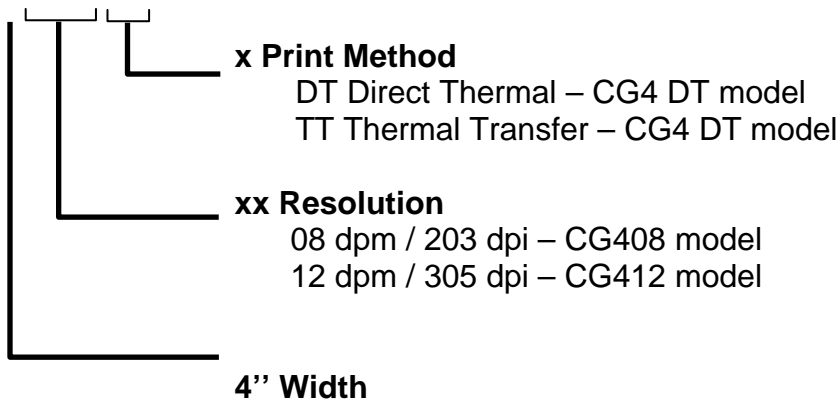 x Print Method
DT Direct Thermal – CG4 DT model
TT Thermal Transfer – CG4 DT model
xx Resolution
08 dpm / 203 dpi – CG408 model
12 dpm / 305 dpi – CG412 model
4’’ Width